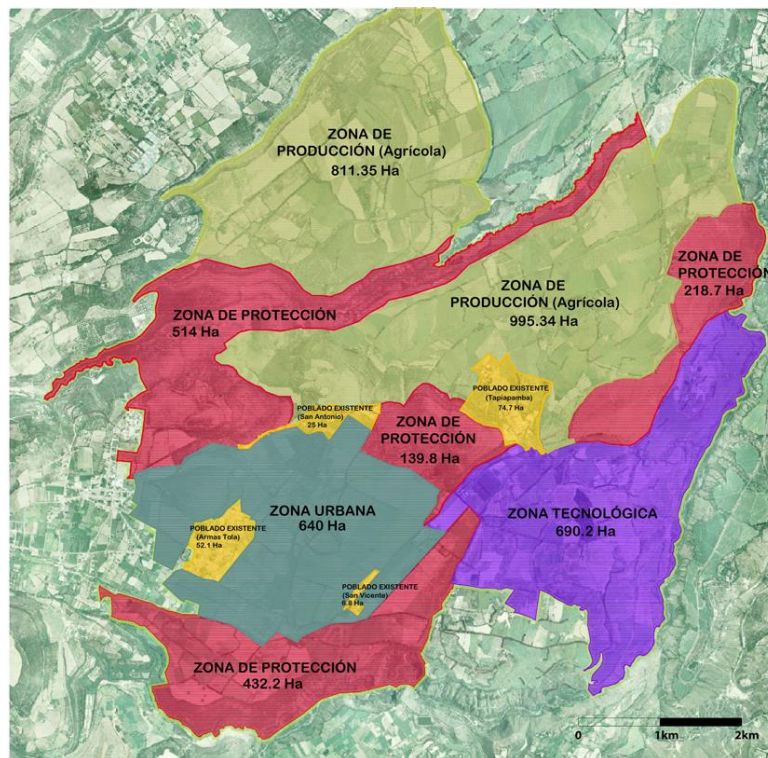 ZONA DE
PRODUCCIÓN (Agrícola)
811.35 Ha
ZONA DE
PROTECCIÓN
218.7 Ha
ZONA DE
PRODUCCIÓN (Agrícola)
995.34 Ha
ZONA DE PROTECCIÓN
514 Ha
POBLADO EXISTENTE
(Tapiapamba)
74.7 Ha
POBLADO EXISTENTE
(San Antonio)
25 Ha
ZONA DE
PROTECCIÓN
139.8 Ha
ZONA URBANA
640 Ha
ZONA TECNOLÓGICA
690.2 Ha
POBLADO EXISTENTE
(Armas Tola)
52.1 Ha
POBLADO EXISTENTE
(San Vicente)
6.8 Ha
ZONA DE PROTECCIÓN
432.2 Ha
0 1km 2km